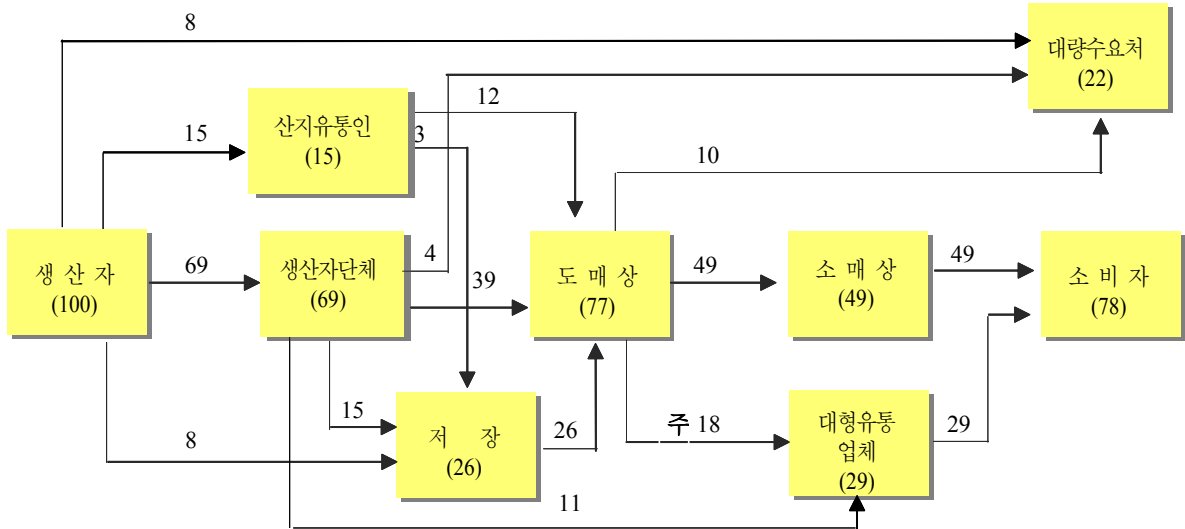 8
대량수요처
(22)
12
산지유통인
(15)
3
15
10
생 산 자
(100)
69
생산자단체
(69)
4
39
도 매 상
(77)
49
소 매 상
(49)
49
소 비 자
(78)
15
저 장
(26)
26
주 18
대형유통
업체
(29)
29
8
11